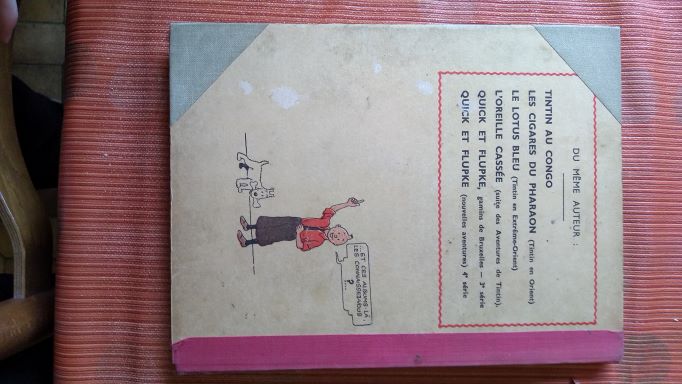 DU MÊME AUTEUR :
TINTIN AU CONGO
LES CIGARES DU PHARAON (Tintin en Orient)
LE LOTUS BLEU (Tintin en Extrême-Orient)
L'OREILLE CASSÉE (suite des Aventures de Tintin).
QUICK ET FLUPKE, gamins de Bruxelles — 3e série
QUICK ET FLUPKE (nouvelles aventures) 4e série
...ET CES ALBUMS-LÀ,
LES CONNAISSEZ-VOUS
?...